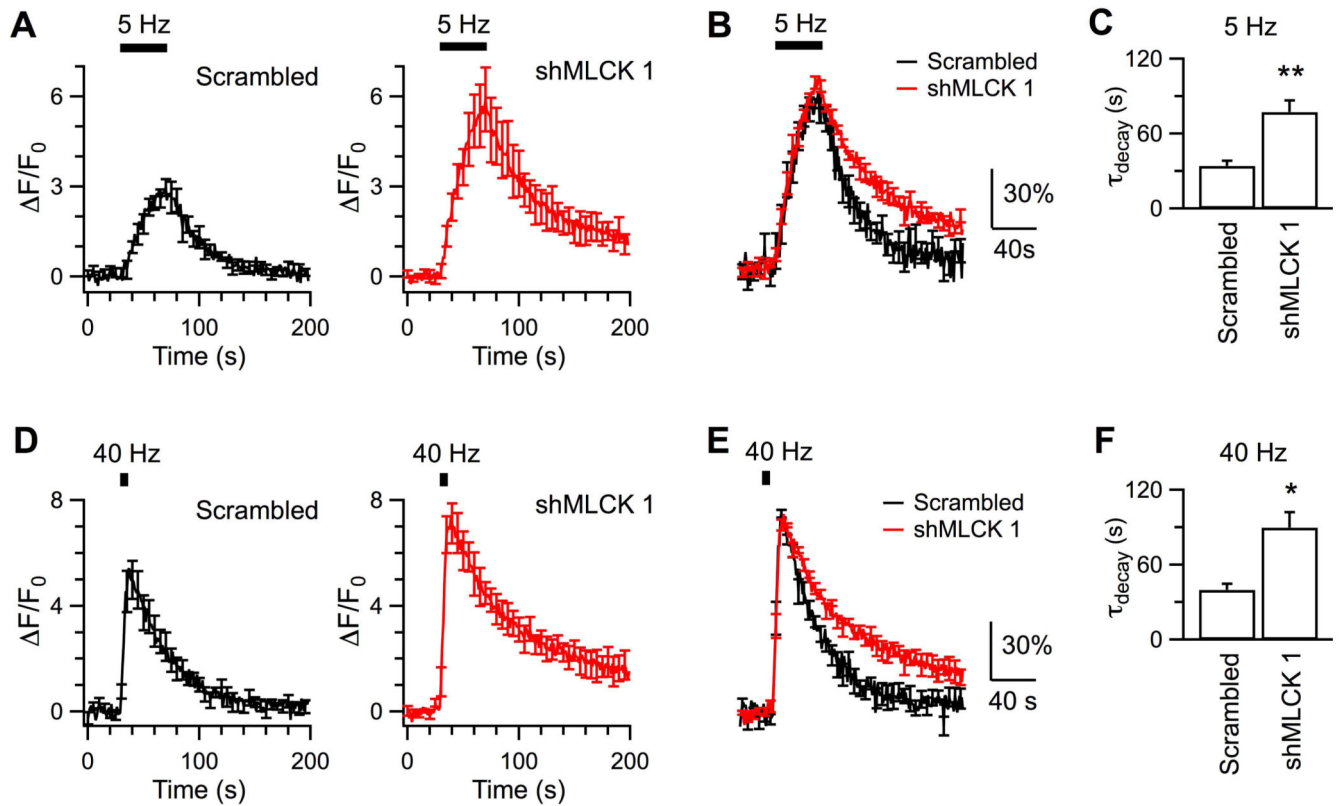 A
5 Hz
Scrambled
ΔF/F0
6
3
0
0
100
200
Time (s)
5 Hz
shMLCK 1
ΔF/F0
6
3
0
0
100
200
Time (s)
B
5 Hz
Scrambled
shMLCK 1
30%
40s
C
5 Hz
τdecay (s)
120
60
0
**
Scrambled
shMLCK 1
D
40 Hz
Scrambled
ΔF/F0
8
4
0
0
100
200
Time (s)
40 Hz
shMLCK 1
ΔF/F0
8
4
0
0
100
200
Time (s)
E
40 Hz
Scrambled
shMLCK 1
30%
40 s
F
40 Hz
τdecay (s)
120
60
0
*
Scrambled
shMLCK 1